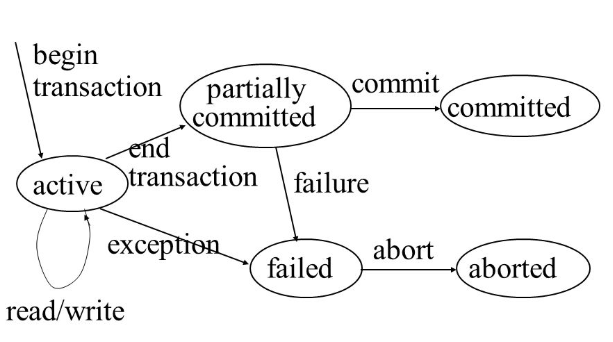 begin
transaction
partially
committed
commit
committed
end
transaction
active
failure
exception
failed
abort
aborted
read/write